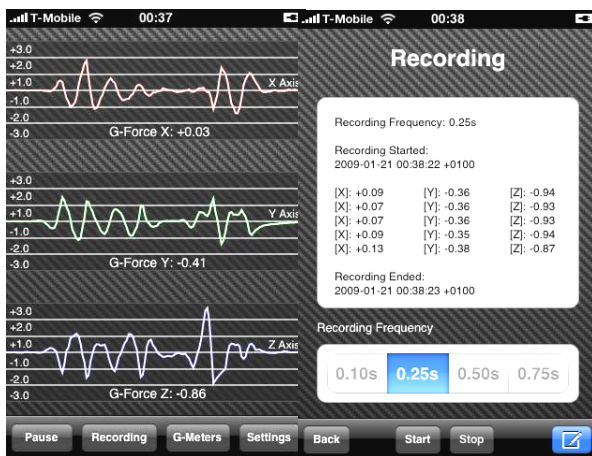 T-Mobile 00:37
+3.0
+2.0
+1.0
X Axis
-1.0
-2.0
-3.0
G-Force X: +0.03
+3.0
+2.0
+1.0
Y Axis
-1.0
-2.0
-3.0
G-Force Y: -0.41
+3.0
+2.0
+1.0
Z Axis
-1.0
-2.0
-3.0
G-Force Z: -0.86
Pause Recording G-Meters Settings
T-Mobile 00:38
Recording
Recording Frequency: 0.25s
Recording Started:
2009-01-21 00:38:22 +0100
[X]: +0.09 [Y]: -0.36 [Z]: -0.94
[X]: +0.07 [Y]: -0.36 [Z]: -0.93
[X]: +0.07 [Y]: -0.36 [Z]: -0.93
[X]: +0.09 [Y]: -0.35 [Z]: -0.94
[X]: +0.13 [Y]: -0.38 [Z]: -0.87
Recording Ended:
2009-01-21 00:38:23 +0100
Recording Frequency
0.10s 0.25s 0.50s 0.75s
Back Start Stop